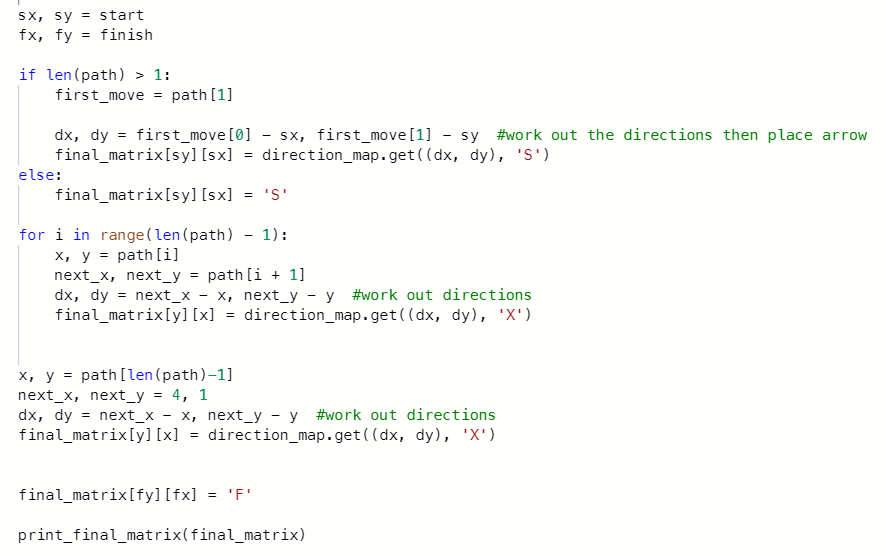 sx, sy = start
fx, fy = finish
if len(path) > 1:
    first_move = path[1]
    dx, dy = first_move[0] - sx, first_move[1] - sy  #work out the directions then place arrow
    final_matrix[sy][sx] = direction_map.get((dx, dy), 'S')
else:
    final_matrix[sy][sx] = 'S'
for i in range(len(path) - 1):
    x, y = path[i]
    next_x, next_y = path[i + 1]
    dx, dy = next_x - x, next_y - y  #work out directions
    final_matrix[y][x] = direction_map.get((dx, dy), 'X')
x, y = path[len(path)-1]
next_x, next_y = 4, 1
dx, dy = next_x - x, next_y - y  #work out directions
final_matrix[y][x] = direction_map.get((dx, dy), 'X')
final_matrix[fy][fx] = 'F'
print_final_matrix(final_matrix)